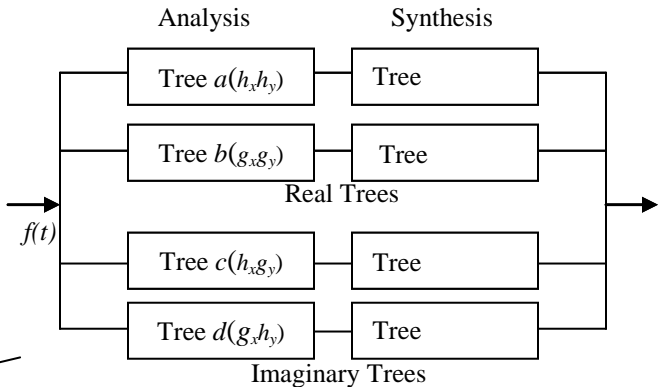 Analysis Synthesis
Tree a(hxhy) Tree
Tree b(gxgy) Tree
Real Trees
f(t)
Tree c(hxgy) Tree
Tree d(gxhy) Tree
Imaginary Trees